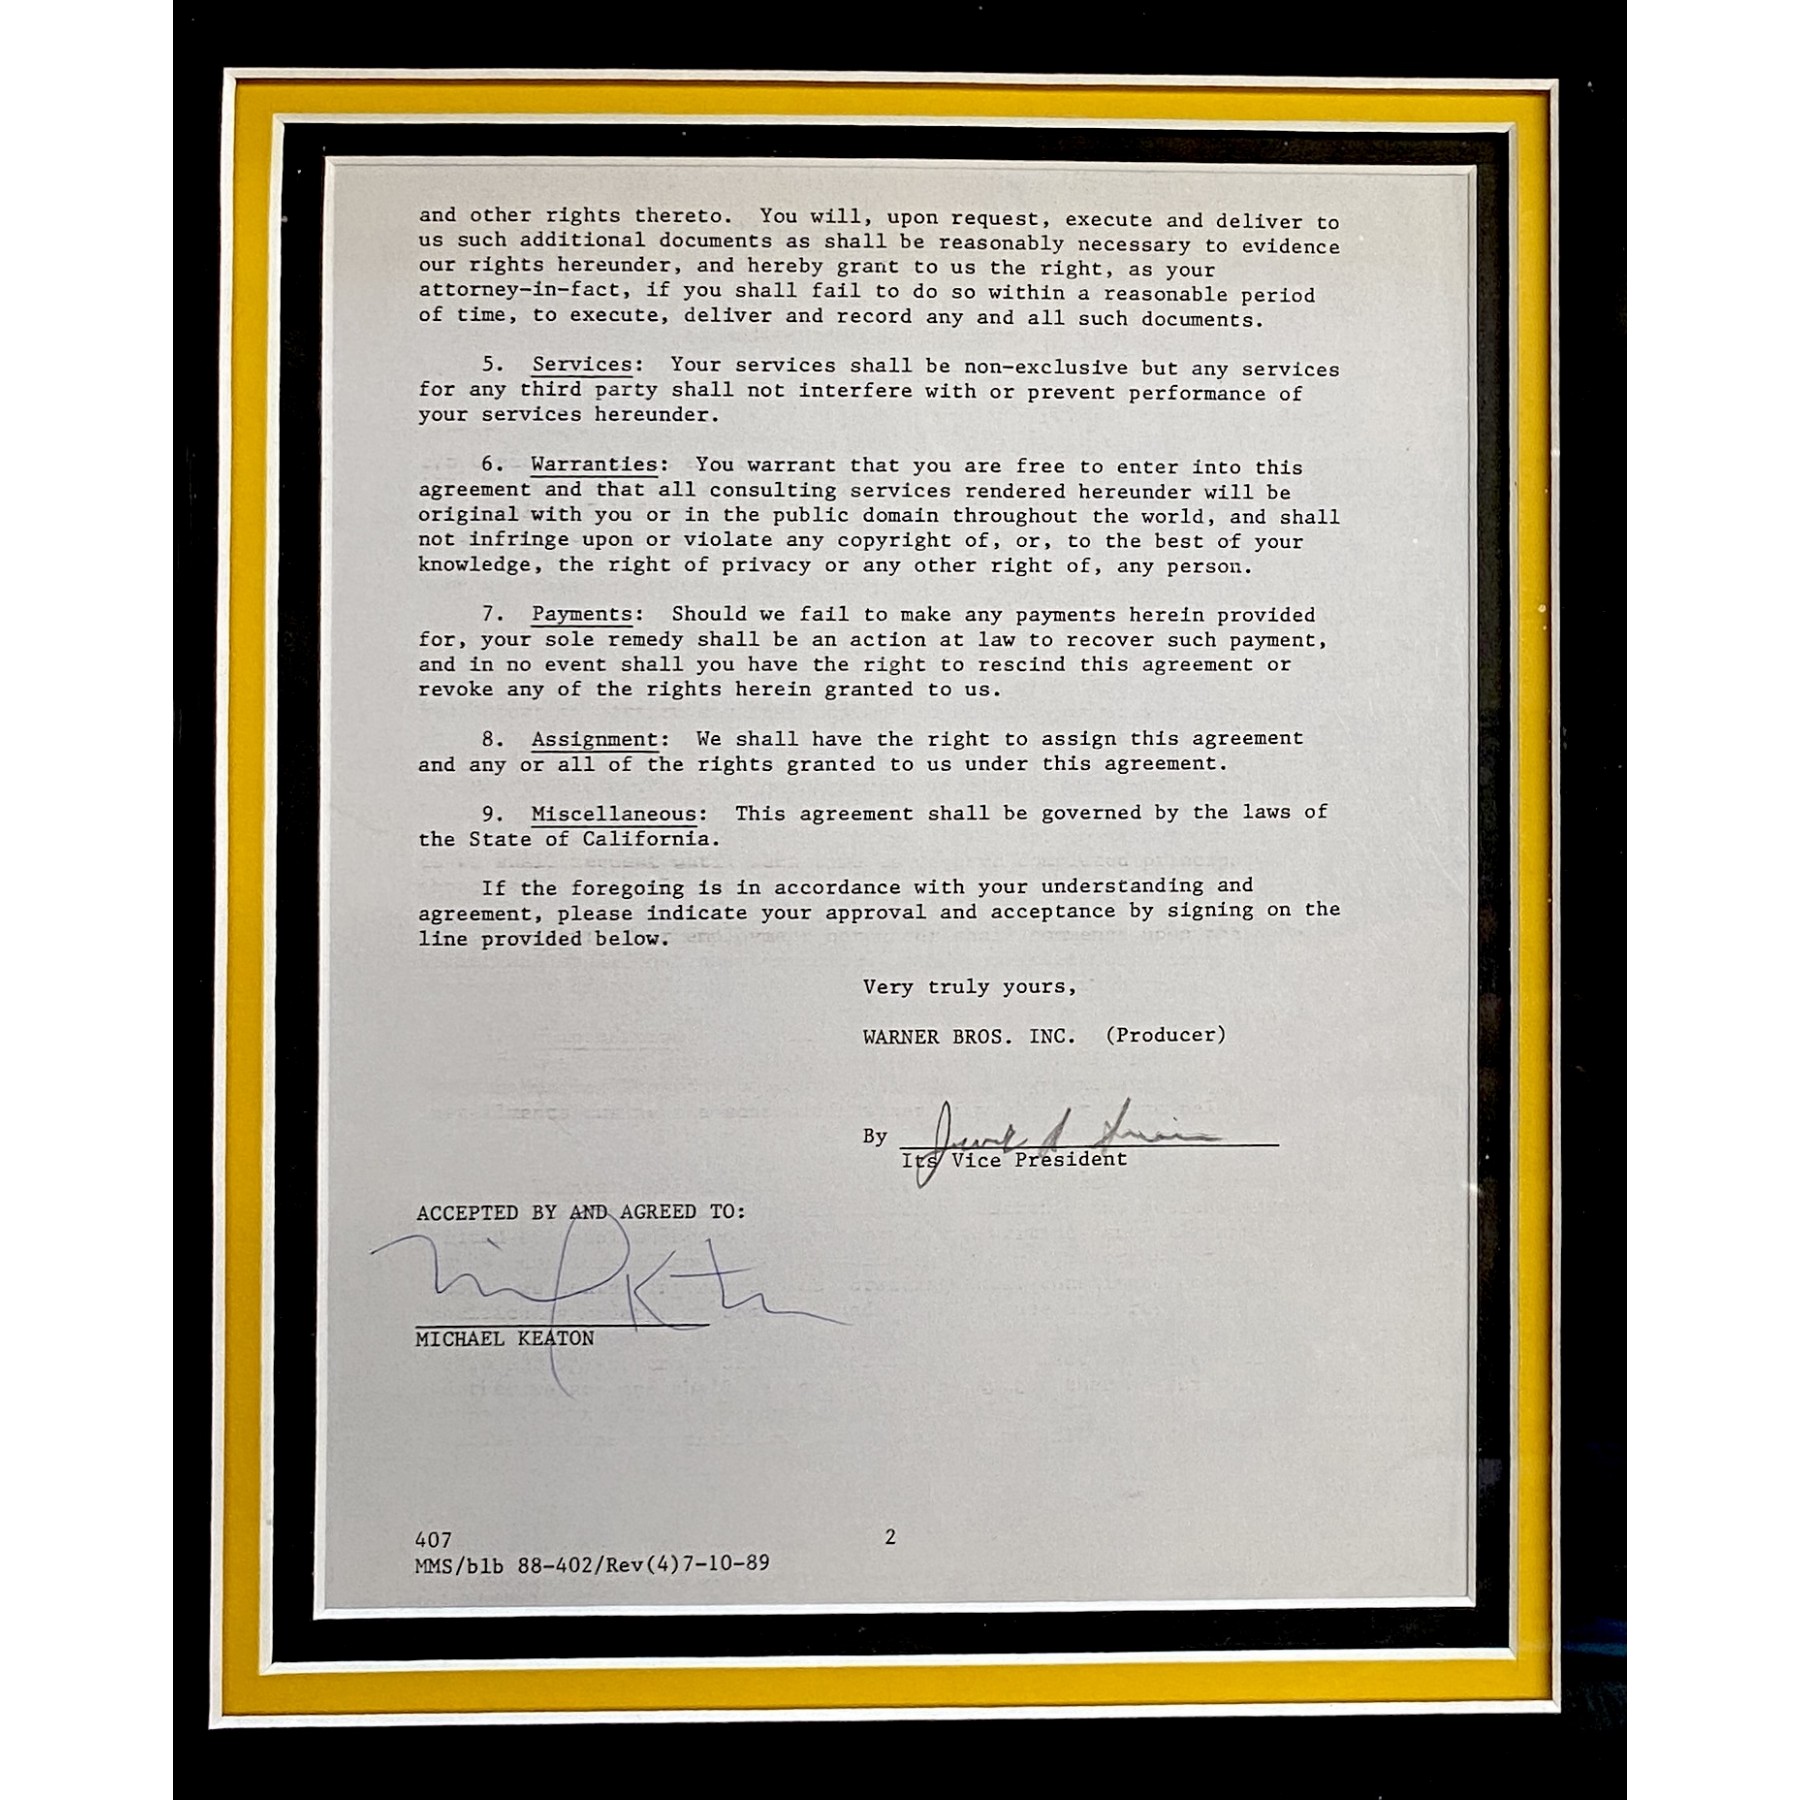 and other rights thereto. You will, upon request, execute and deliver to
us such additional documents as shall be reasonably necessary to evidence
our rights hereunder, and hereby grant to us the right, as your
attorney-in-fact, if you shall fail to do so within a reasonable period
of time, to execute, deliver and record any and all such documents.
5. Services: Your services shall be non-exclusive but any services
for any third party shall not interfere with or prevent performance of
your services hereunder.
6. Warranties: You warrant that you are free to enter into this
agreement and that all consulting services rendered hereunder will be
original with you or in the public domain throughout the world, and shall
not infringe upon or violate any copyright of, or, to the best of your
knowledge, the right of privacy or any other right of, any person.
7. Payments: Should we fail to make any payments herein provided
for, your sole remedy shall be an action at law to recover such payment,
and in no event shall you have the right to rescind this agreement or
revoke any of the rights herein granted to us.
8. Assignment: We shall have the right to assign this agreement
and any or all of the rights granted to us under this agreement.
9. Miscellaneous: This agreement shall be governed by the laws of
the State of California.
If the foregoing is in accordance with your understanding and
agreement, please indicate your approval and acceptance by signing on the
line provided below.
Very truly yours,
WARNER BROS. INC. (Producer)
By
Its Vice President
ACCEPTED BY AND AGREED TO:
MICHAEL KEATON
407
2
MMS/blb 88-402/Rev(4)7-10-89